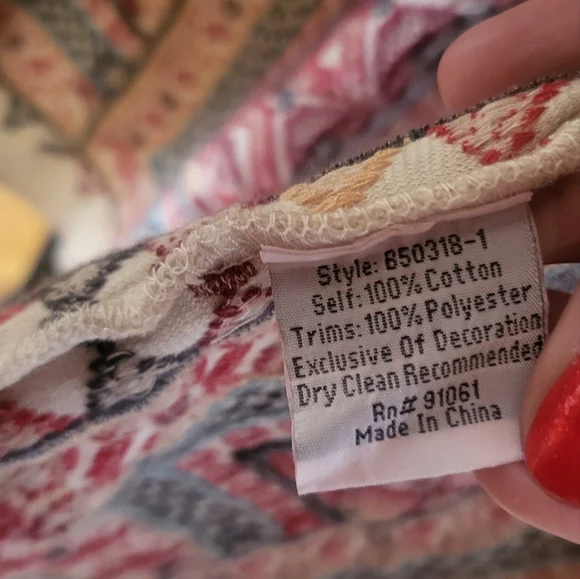 Style: B50318-1
Self: 100% Cotton
Trims: 100% Polyester
Exclusive Of Decoration
Dry Clean Recommended
Rn# 91061
Made In China